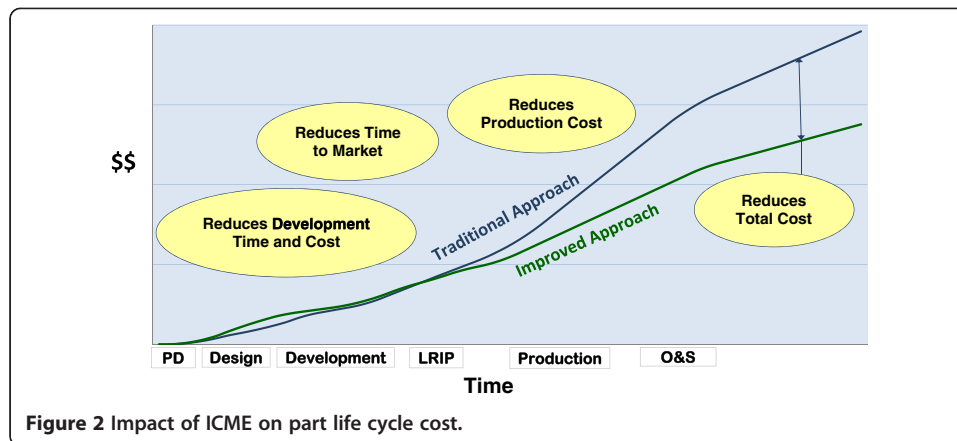 Reduces
Production Cost
Reduces Time
to Market
$$
Reduces Development
Time and Cost
Traditional Approach
Improved Approach
Reduces
Total Cost
PD
Design
Development
LRIP
Production
O&S
Time
Figure 2 Impact of ICME on part life cycle cost.